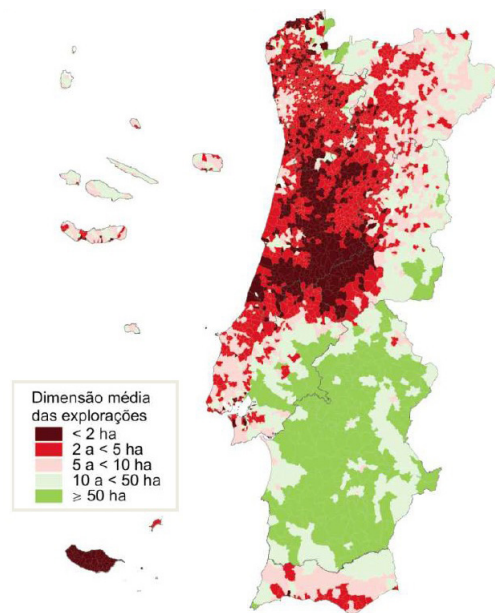 Dimensão média
das explorações
< 2 ha
2 a < 5 ha
5 a < 10 ha
10 a < 50 ha
≥ 50 ha